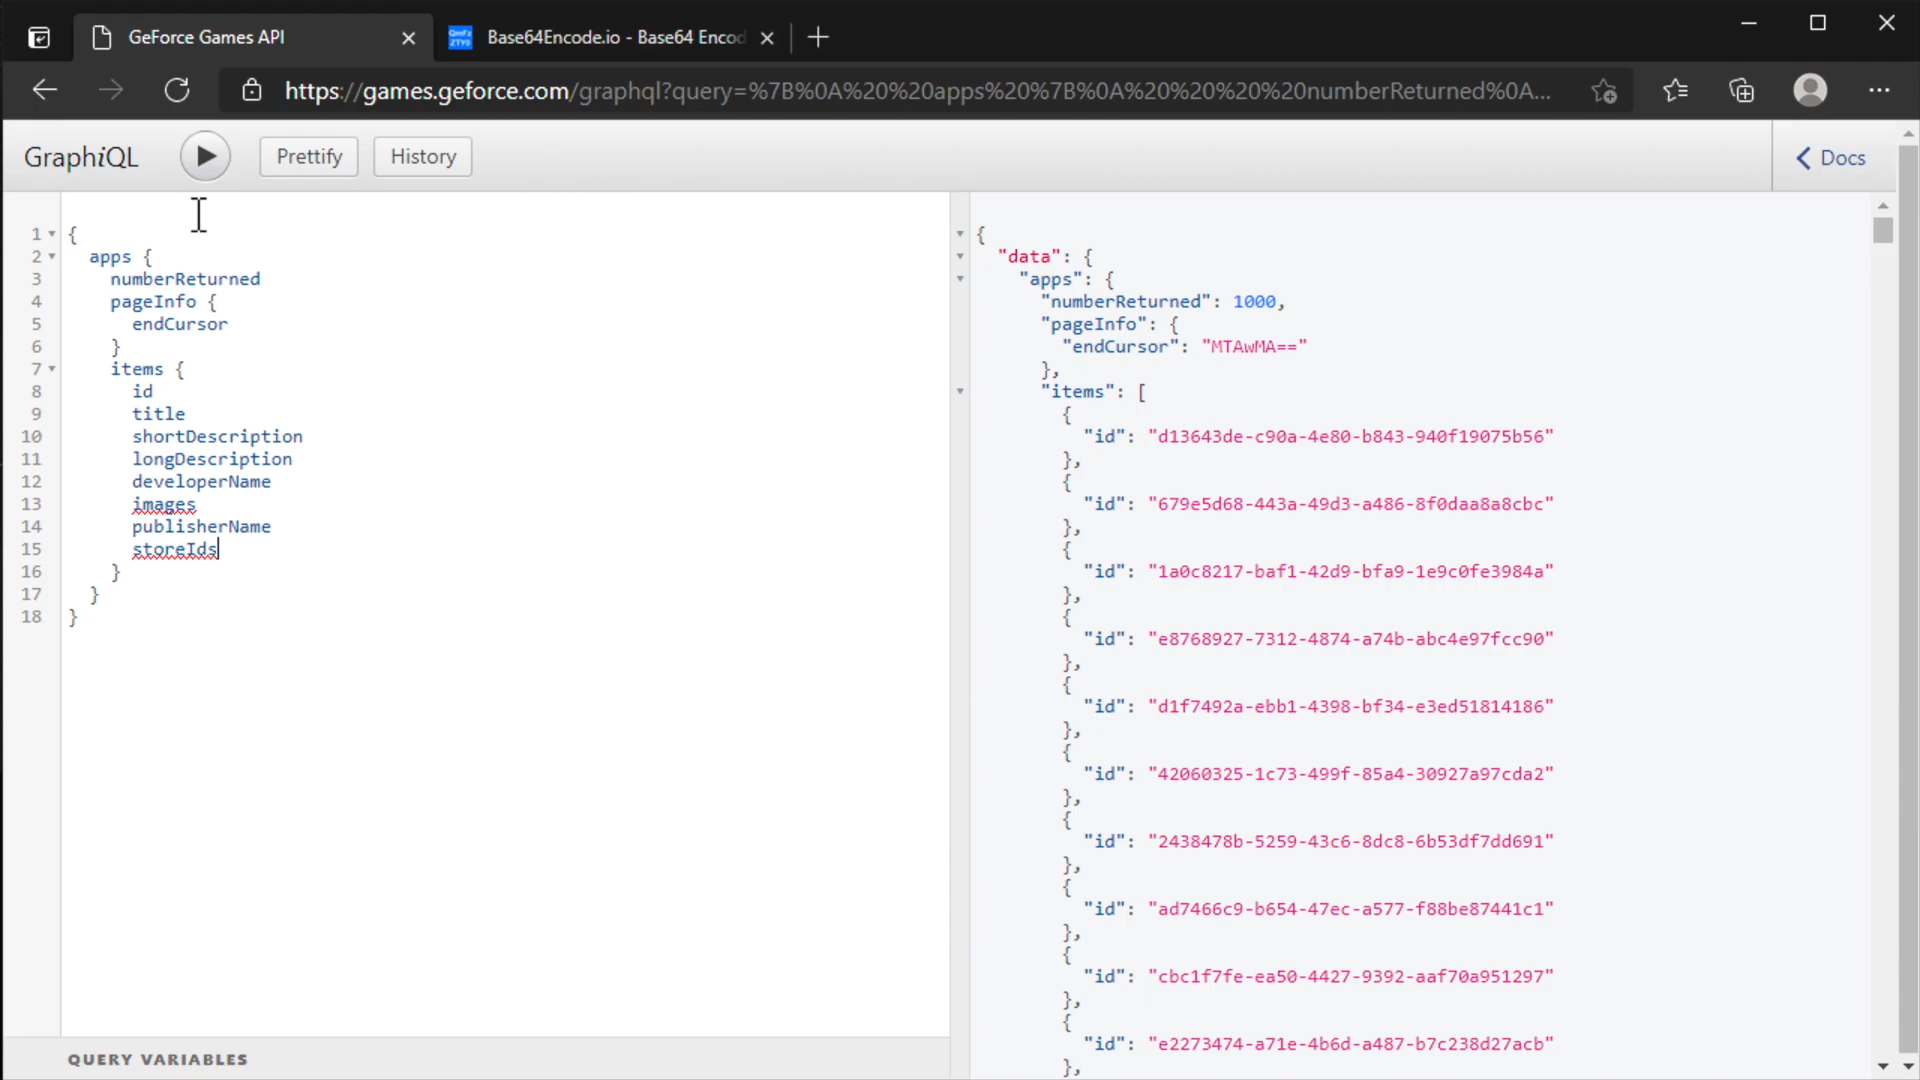 GeForce Games API
Base64Encode.io - Base64 Encod
https://games.geforce.com/graphql?query=%7B%0A%20%20apps%20%7B%0A%20%20%20%20numberReturned%0A...
GraphiQL
Prettify
History
Docs
1 {
2 apps {
3 numberReturned
4 pageInfo {
5 endCursor
6 }
7 items {
8 id
9 title
10 shortDescription
11 longDescription
12 developerName
13 images
14 publisherName
15 storeIds
16 }
17 }
18 }
QUERY VARIABLES
{
"data": {
"apps": {
"numberReturned": 1000,
"pageInfo": {
"endCursor": "MTAwMA=="
},
"items": [
{
"id": "d13643de-c90a-4e80-b843-940f19075b56"
},
{
"id": "679e5d68-443a-49d3-a486-8f0daa8a8cbc"
},
{
"id": "1a0c8217-baf1-42d9-bfa9-1e9c0fe3984a"
},
{
"id": "e8768927-7312-4874-a74b-abc4e97fcc90"
},
{
"id": "d1f7492a-ebb1-4398-bf34-e3ed51814186"
},
{
"id": "42060325-1c73-499f-85a4-30927a97cda2"
},
{
"id": "2438478b-5259-43c6-8dc8-6b53df7dd691"
},
{
"id": "ad7466c9-b654-47ec-a577-f88be87441c1"
},
{
"id": "cbc1f7fe-ea50-4427-9392-aaf70a951297"
},
{
"id": "e2273474-a71e-4b6d-a487-b7c238d27acb"
},